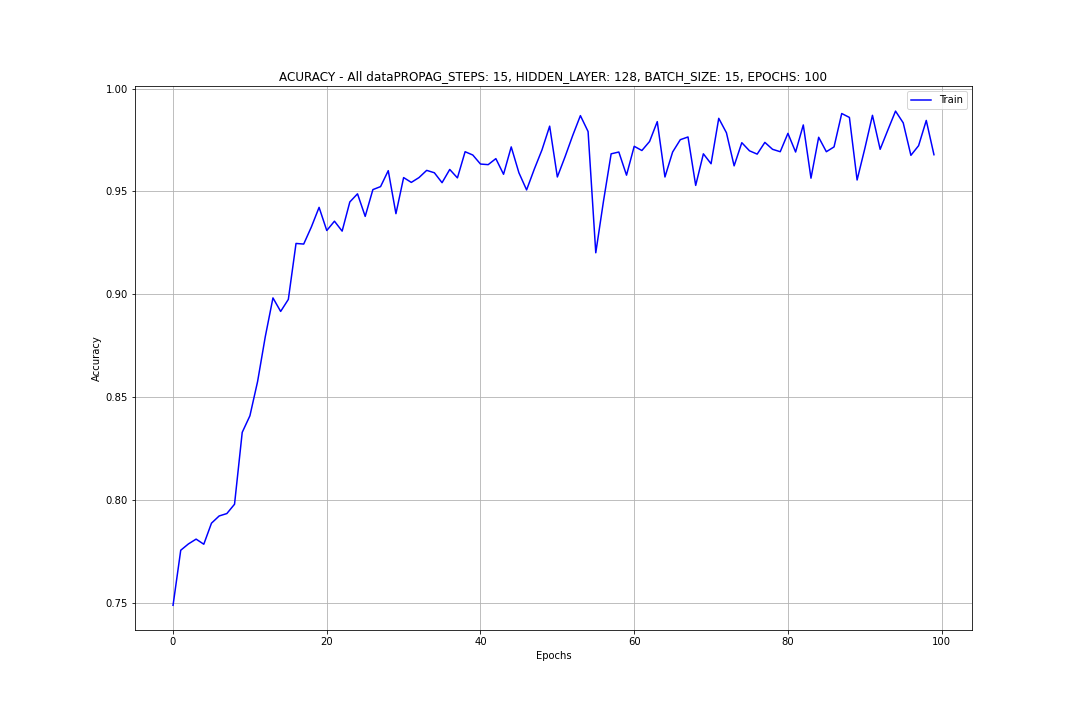 ACURACY - All dataPROPAG_STEPS: 15, HIDDEN_LAYER: 128, BATCH_SIZE: 15, EPOCHS: 100
Train
1.00
0.95
0.90
0.85
0.80
0.75
Accuracy
0 20 40 60 80 100
Epochs